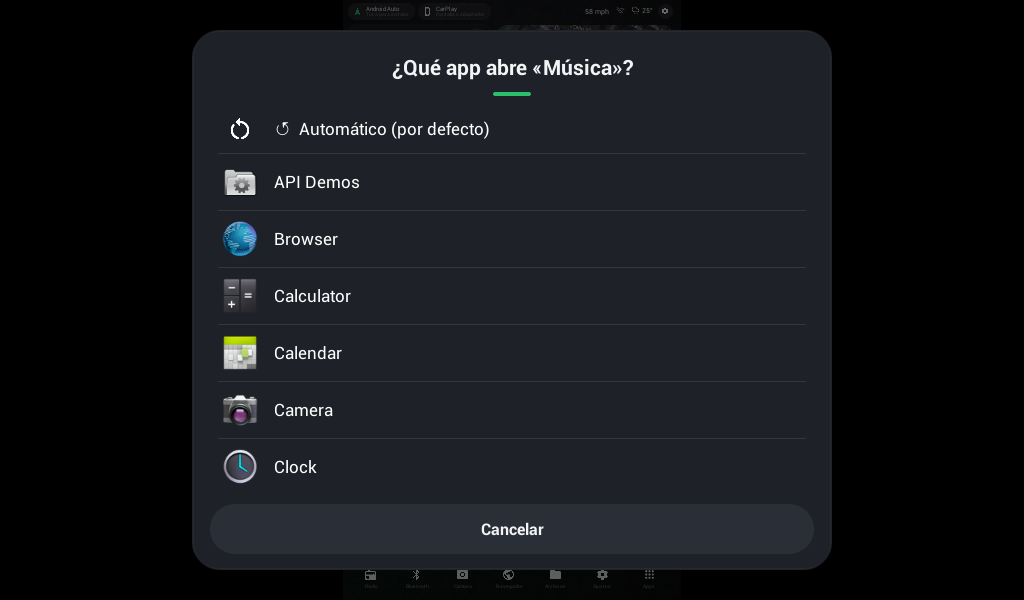 Android Auto
CarPlay
58 mph
25°
¿Qué app abre «Música»?
Automático (por defecto)
API Demos
Browser
Calculator
Calendar
Camera
Clock
Cancelar